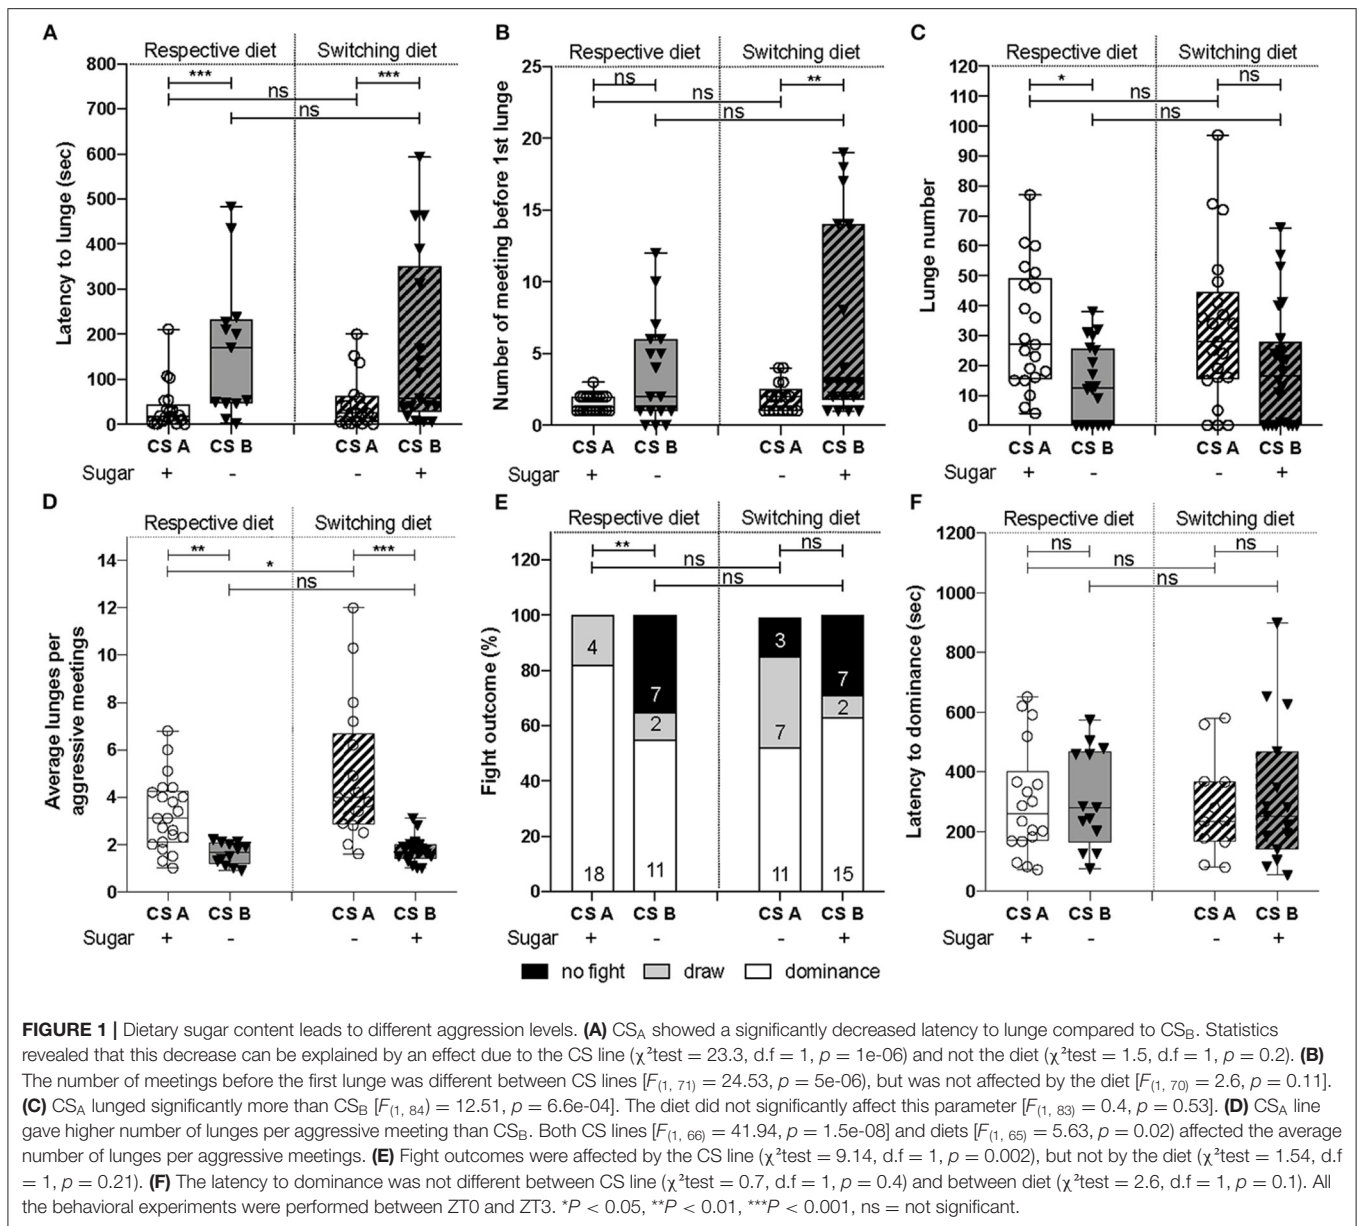 A
Respective diet Switching diet
Latency to lunge (sec)
800
700
600
500
400
300
200
100
0
*** ***
ns
ns
CS A CS B CS A CS B
Sugar + - - +
B
Respective diet Switching diet
Number of meeting before 1st lunge
25
20
15
10
5
0
ns **
ns
ns
CS A CS B CS A CS B
+ - - +
C
Respective diet Switching diet
Lunge number
120
110
100
90
80
70
60
50
40
30
20
10
0
* ns
ns
ns
CS A CS B CS A CS B
Sugar + - - +
D
Respective diet Switching diet
Average lunges per
aggressive meetings
14
12
10
8
6
4
2
0
** ***
*
ns
CS A CS B CS A CS B
Sugar + - - +
E
Respective diet Switching diet
Fight outcome (%)
120
100
80
60
40
20
0
** ns
ns
ns
4 7 3 7
2 7 2
18 11 11 15
CS A CS B CS A CS B
+ - - +
no fight draw dominance
F
Respective diet Switching diet
Latency to dominance (sec)
1200
1000
800
600
400
200
0
ns ns
ns
ns
CS A CS B CS A CS B
Sugar + - - +
FIGURE 1 | Dietary sugar content leads to different aggression levels. (A) CSA showed a significantly decreased latency to lunge compared to CSB. Statistics
revealed that this decrease can be explained by an effect due to the CS line (χ²test = 23.3, d.f = 1, p = 1e-06) and not the diet (χ²test = 1.5, d.f = 1, p = 0.2). (B)
The number of meetings before the first lunge was different between CS lines [F(1, 71) = 24.53, p = 5e-06), but was not affected by the diet [F(1, 70) = 2.6, p = 0.11].
(C) CSA lunged significantly more than CSB [F(1, 84) = 12.51, p = 6.6e-04]. The diet did not significantly affect this parameter [F(1, 83) = 0.4, p = 0.53]. (D) CSA line
gave higher number of lunges per aggressive meeting than CSB. Both CS lines [F(1, 66) = 41.94, p = 1.5e-08] and diets [F(1, 65) = 5.63, p = 0.02) affected the average
number of lunges per aggressive meetings. (E) Fight outcomes were affected by the CS line (χ²test = 9.14, d.f = 1, p = 0.002), but not by the diet (χ²test = 1.54, d.f
= 1, p = 0.21). (F) The latency to dominance was not different between CS line (χ²test = 0.7, d.f = 1, p = 0.4) and between diet (χ²test = 2.6, d.f = 1, p = 0.1). All
the behavioral experiments were performed between ZT0 and ZT3. *P < 0.05, **P < 0.01, ***P < 0.001, ns = not significant.